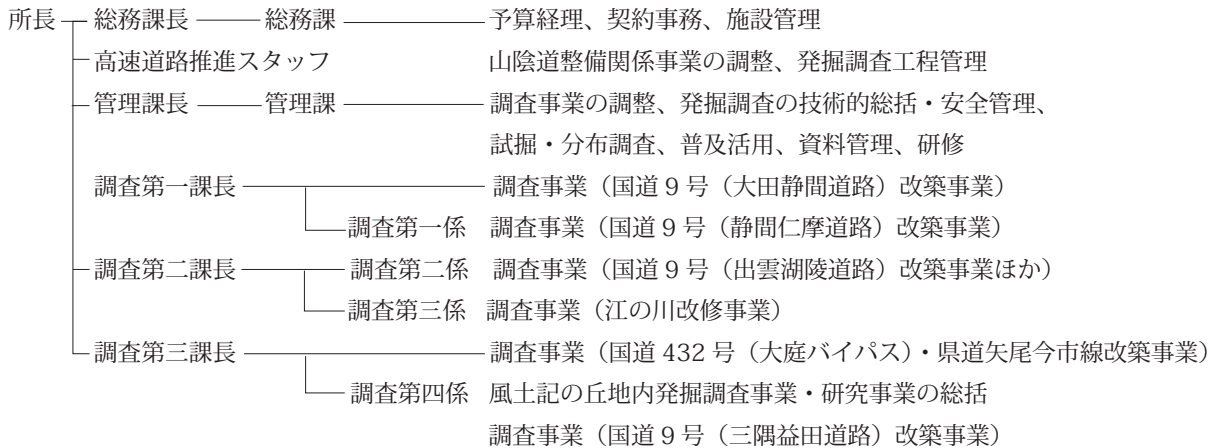 所長 総務課長 総務課 予算経理、契約事務、施設管理
高速道路推進スタッフ 山陰道整備関係事業の調整、発掘調査工程管理
管理課長 管理課 調査事業の調整、発掘調査の技術的総括・安全管理、
試掘・分布調査、普及活用、資料管理、研修
調査第一課長 調査事業（国道９号（大田静間道路）改築事業）
調査第一係 調査事業（国道９号（静間仁摩道路）改築事業）
調査第二課長 調査第二係 調査事業（国道９号（出雲湖陵道路）改築事業ほか）
調査第三係 調査事業（江の川改修事業）
調査第三課長 調査事業（国道 432 号（大庭バイパス）・県道矢尾今市線改築事業）
調査第四係 風土記の丘地内発掘調査事業・研究事業の総括
調査事業（国道９号（三隅益田道路）改築事業）